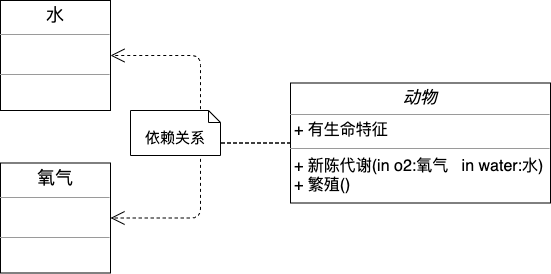 水
氧气
依赖关系
动物
+ 有生命特征
+ 新陈代谢(in o2:氧气 in water:水)
+ 繁殖()